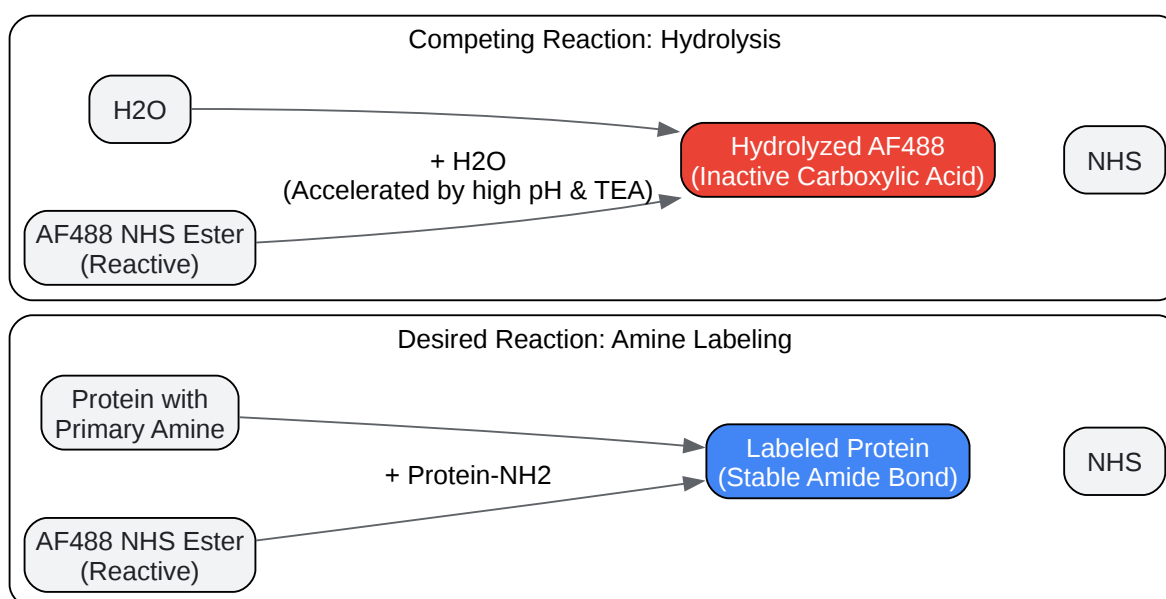 Competing Reaction: Hydrolysis
H2O
+ H2O
(Accelerated by high pH & TEA)
Hydrolyzed AF488
(Inactive Carboxylic Acid)
NHS
AF488 NHS Ester
(Reactive)
Desired Reaction: Amine Labeling
Protein with
Primary Amine
+ Protein-NH2
Labeled Protein
(Stable Amide Bond)
NHS
AF488 NHS Ester
(Reactive)